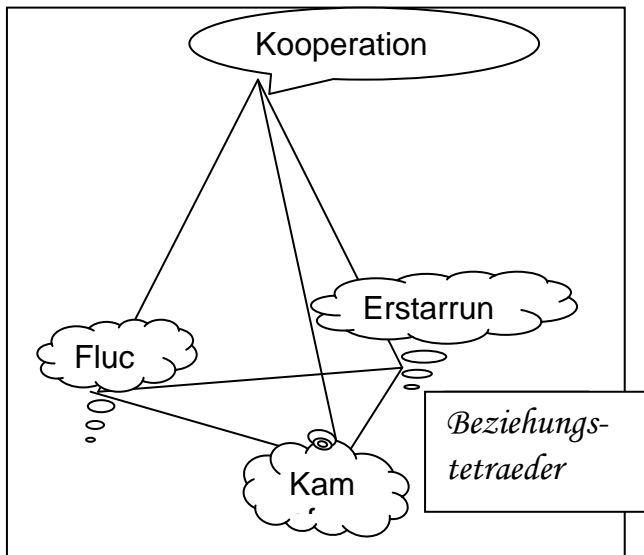 Kooperation
Erstarrun
Fluc
Kam
Beziehungs-
tetraeder